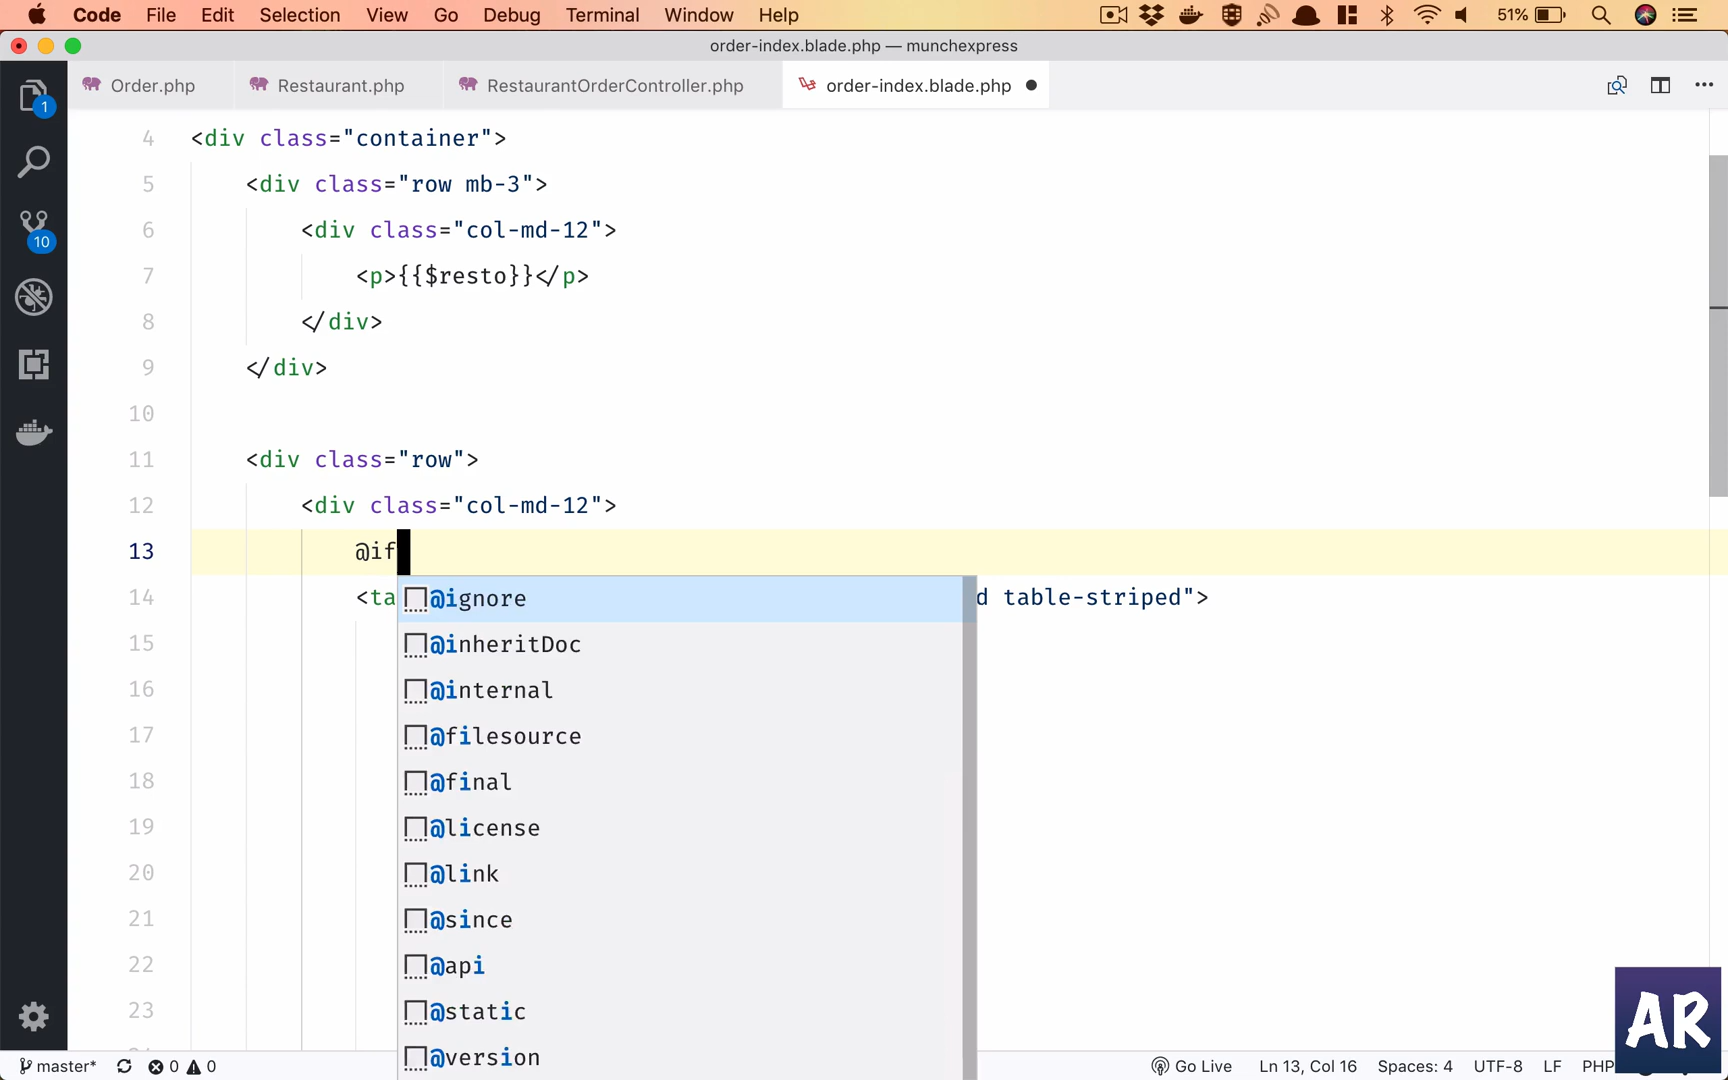 Code File Edit Selection View Go Debug Terminal Window Help 51%
order-index.blade.php — munchexpress
Order.php Restaurant.php RestaurantOrderController.php order-index.blade.php
1
10
4 <div class="container">
5 <div class="row mb-3">
6 <div class="col-md-12">
7 <p>{{$resto}}</p>
8 </div>
9 </div>
10
11 <div class="row">
12 <div class="col-md-12">
13 @if
14 <ta d table-striped">
15
16
17
18
19
20
21
22
23
@ignore
@inheritDoc
@internal
@filesource
@final
@license
@link
@since
@api
@static
@version
master* 0 0 Go Live Ln 13, Col 16 Spaces: 4 UTF-8 LF PHP
AR